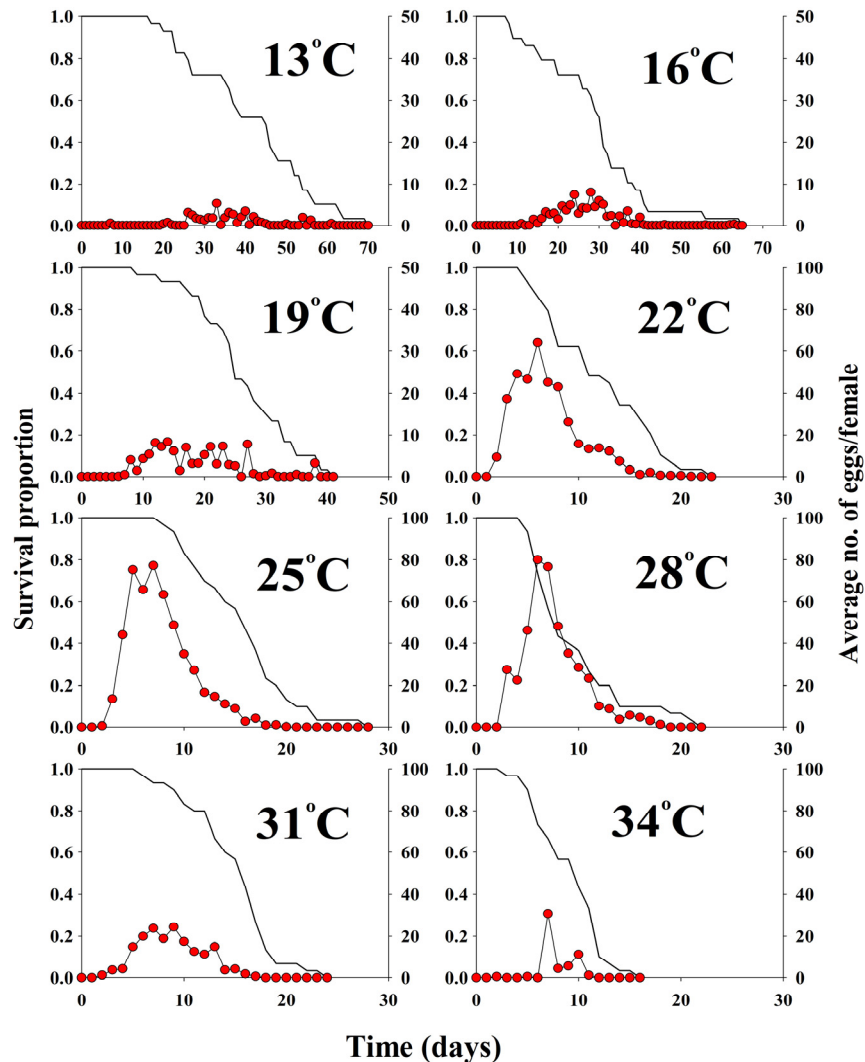 1.0 50 1.0 50
0.8 40 0.8 40
0.6 30 0.6 30
0.4 20 0.4 20
0.2 10 0.2 10
0.0 0 0.0 0
13°C
16°C
0 10 20 30 40 50 60 70
0 10 20 30 40 50 60 70
1.0 50 1.0 100
0.8 40 0.8 80
0.6 30 0.6 60
0.4 20 0.4 40
0.2 10 0.2 20
0.0 0 0.0 0
19°C
22°C
0 10 20 30 40 50
0 10 20 30
1.0 100 1.0 100
0.8 80 0.8 80
0.6 60 0.6 60
0.4 40 0.4 40
0.2 20 0.2 20
0.0 0 0.0 0
25°C
28°C
0 10 20 30
0 10 20 30
1.0 100 1.0 100
0.8 80 0.8 80
0.6 60 0.6 60
0.4 40 0.4 40
0.2 20 0.2 20
0.0 0 0.0 0
31°C
34°C
0 10 20 30
0 10 20 30
Survival proportion
Average no. of eggs/female
Time (days)